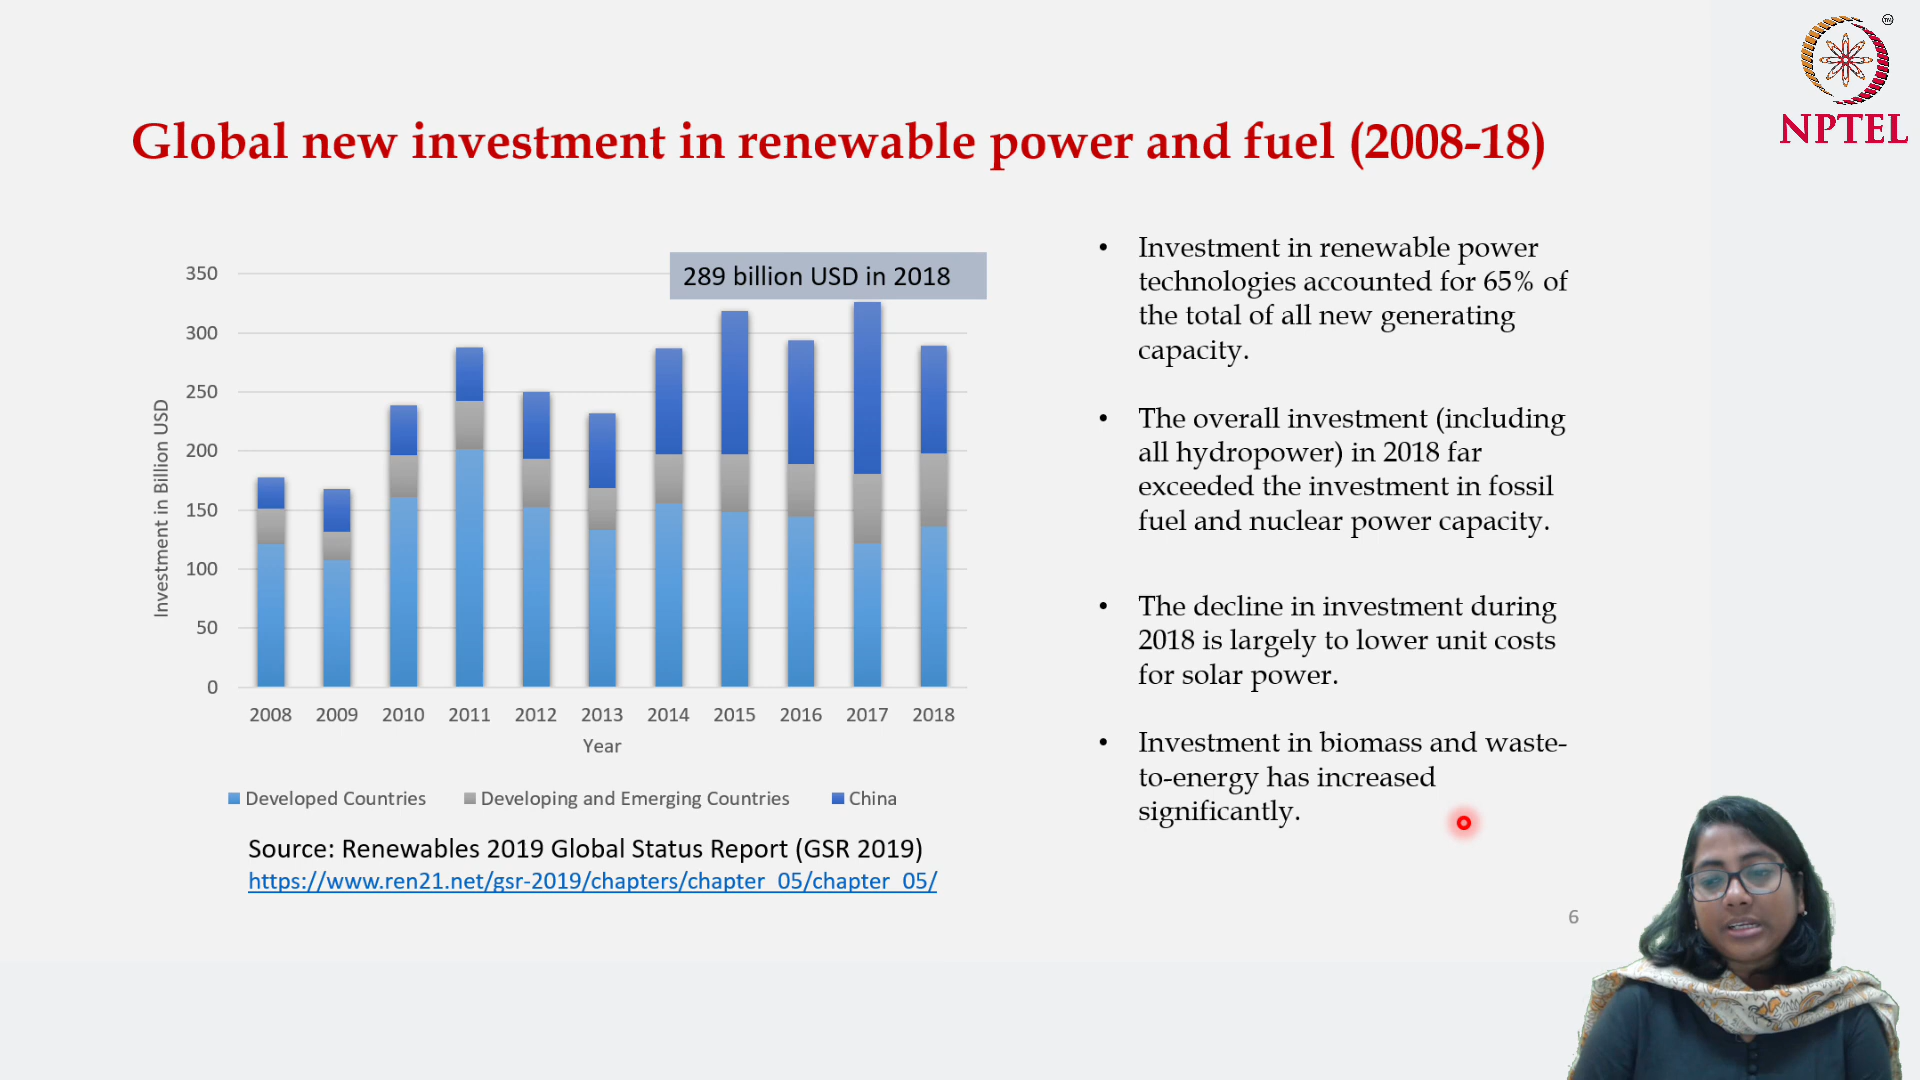 TM
NPTEL
Global new investment in renewable power and fuel (2008-18)
289 billion USD in 2018
350
300
250
200
150
100
50
0
Investment in Billion USD
2008 2009 2010 2011 2012 2013 2014 2015 2016 2017 2018
Year
Developed Countries Developing and Emerging Countries China
Source: Renewables 2019 Global Status Report (GSR 2019)
https://www.ren21.net/gsr-2019/chapters/chapter_05/chapter_05/
• Investment in renewable power
technologies accounted for 65% of
the total of all new generating
capacity.
• The overall investment (including
all hydropower) in 2018 far
exceeded the investment in fossil
fuel and nuclear power capacity.
• The decline in investment during
2018 is largely to lower unit costs
for solar power.
• Investment in biomass and waste-
to-energy has increased
significantly.
6